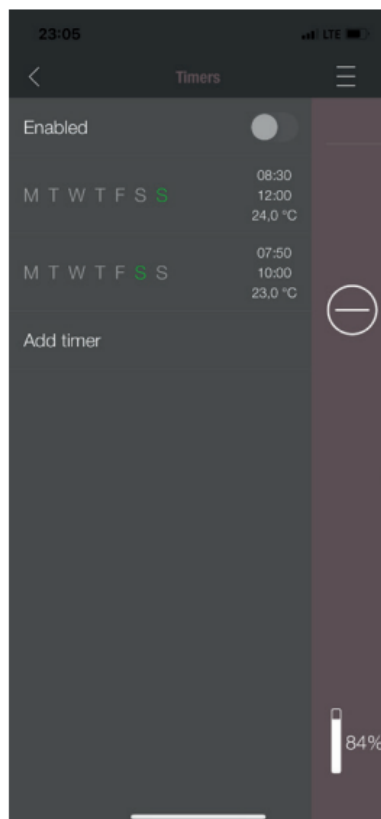 23:05 LTE
Timers
Enabled
M T W T F S S
08:30
12:00
24,0 °C
M T W T F S S
07:50
10:00
23,0 °C
Add timer
84%